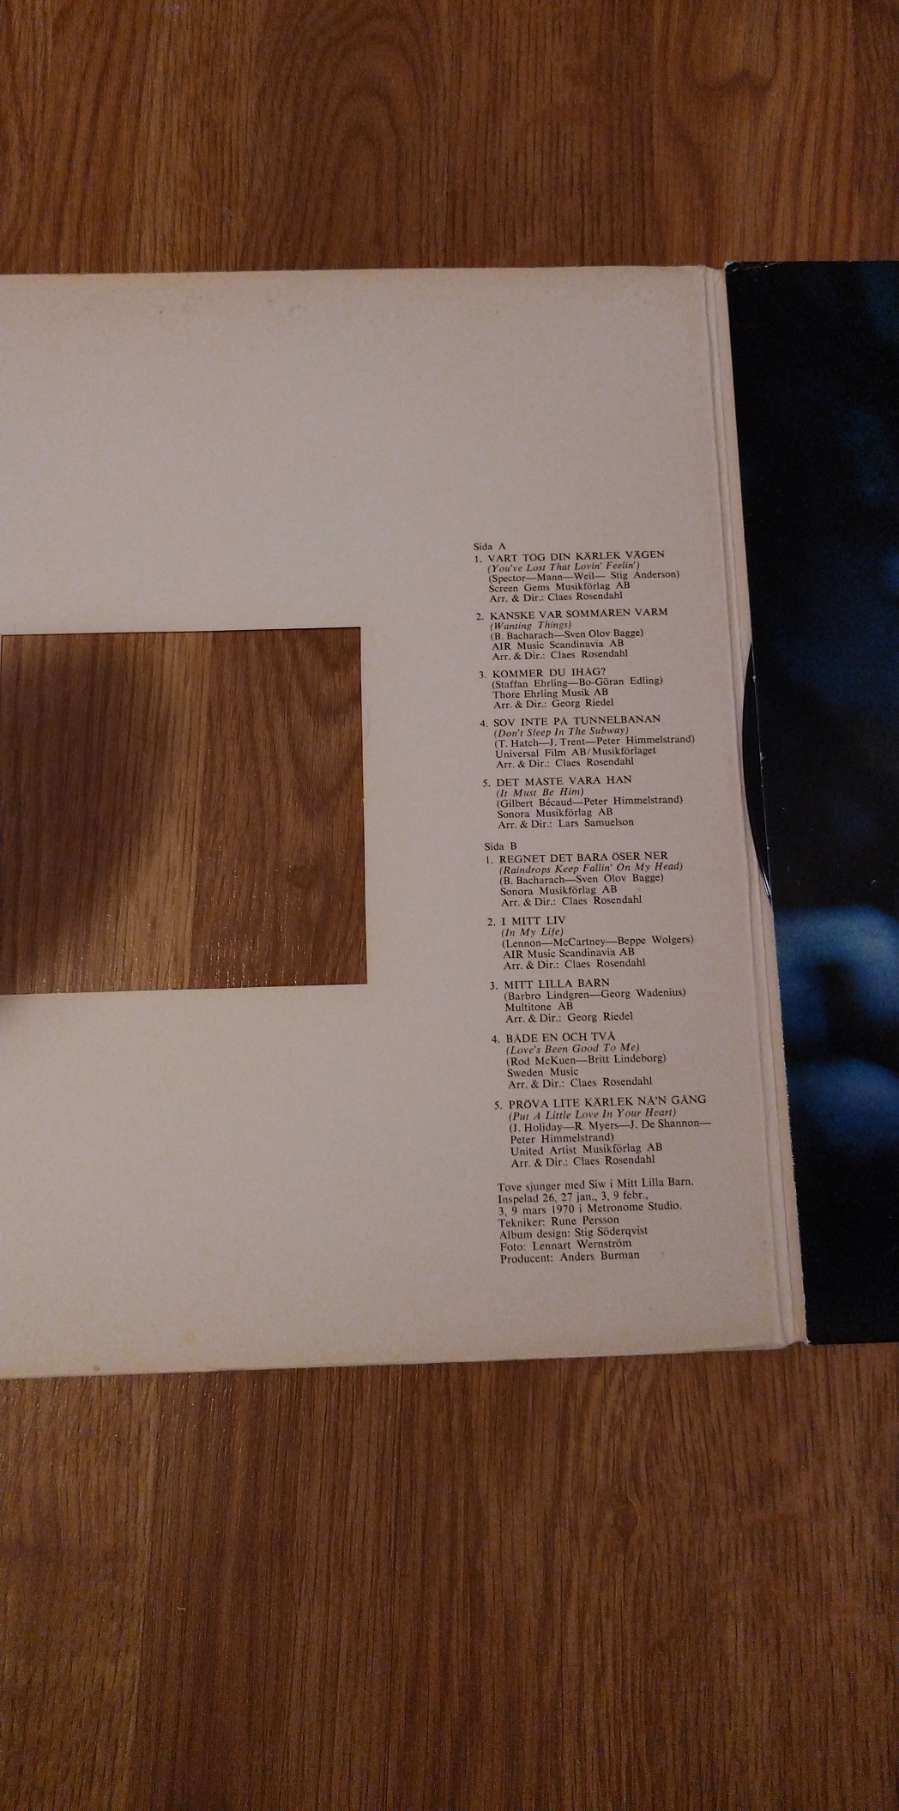 Sida A
1. VART TOG DIN KÄRLEK VÄGEN
(You've Lost That Lovin' Feelin')
(Spector—Mann—Weil— Stig Anderson)
Screen Gems Musikförlag AB
Arr. & Dir.: Claes Rosendahl
2. KANSKE VAR SOMMAREN VARM
(Wanting Things)
(B. Bacharach—Sven Olov Bagge)
AIR Music Scandinavia AB
Arr. & Dir.: Claes Rosendahl
3. KOMMER DU IHÅG?
(Staffan Ehrling—Bo-Göran Edling)
Thore Ehrling Musik AB
Arr. & Dir.: Georg Riedel
4. SOV INTE PÅ TUNNELBANAN
(Don't Sleep In The Subway)
(T. Hatch—J. Trent—Peter Himmelstrand)
Universal Film AB/Musikförlaget
Arr. & Dir.: Claes Rosendahl
5. DET MÅSTE VARA HAN
(It Must Be Him)
(Gilbert Bécaud—Peter Himmelstrand)
Sonora Musikförlag AB
Arr. & Dir.: Lars Samuelson
Sida B
1. REGNET DET BARA ÖSER NER
(Raindrops Keep Fallin' On My Head)
(B. Bacharach—Sven Olov Bagge)
Sonora Musikförlag AB
Arr. & Dir.: Claes Rosendahl
2. I MITT LIV
(In My Life)
(Lennon—McCartney—Beppe Wolgers)
AIR Music Scandinavia AB
Arr. & Dir.: Claes Rosendahl
3. MITT LILLA BARN
(Barbro Lindgren—Georg Wadenius)
Multitone AB
Arr. & Dir.: Georg Riedel
4. BÅDE EN OCH TVÅ
(Love's Been Good To Me)
(Rod McKuen—Britt Lindeborg)
Sweden Music
Arr. & Dir.: Claes Rosendahl
5. PRÖVA LITE KÄRLEK NÅ'N GÅNG
(Put A Little Love In Your Heart)
(J. Holiday—R. Myers—J. De Shannon—
Peter Himmelstrand)
United Artist Musikförlag AB
Arr. & Dir.: Claes Rosendahl
Tove sjunger med Siw i Mitt Lilla Barn.
Inspelad 26, 27 jan., 3, 9 febr.,
3, 9 mars 1970 i Metronome Studio.
Tekniker: Rune Persson
Album design: Stig Söderqvist
Foto: Lennart Wernström
Producent: Anders Burman